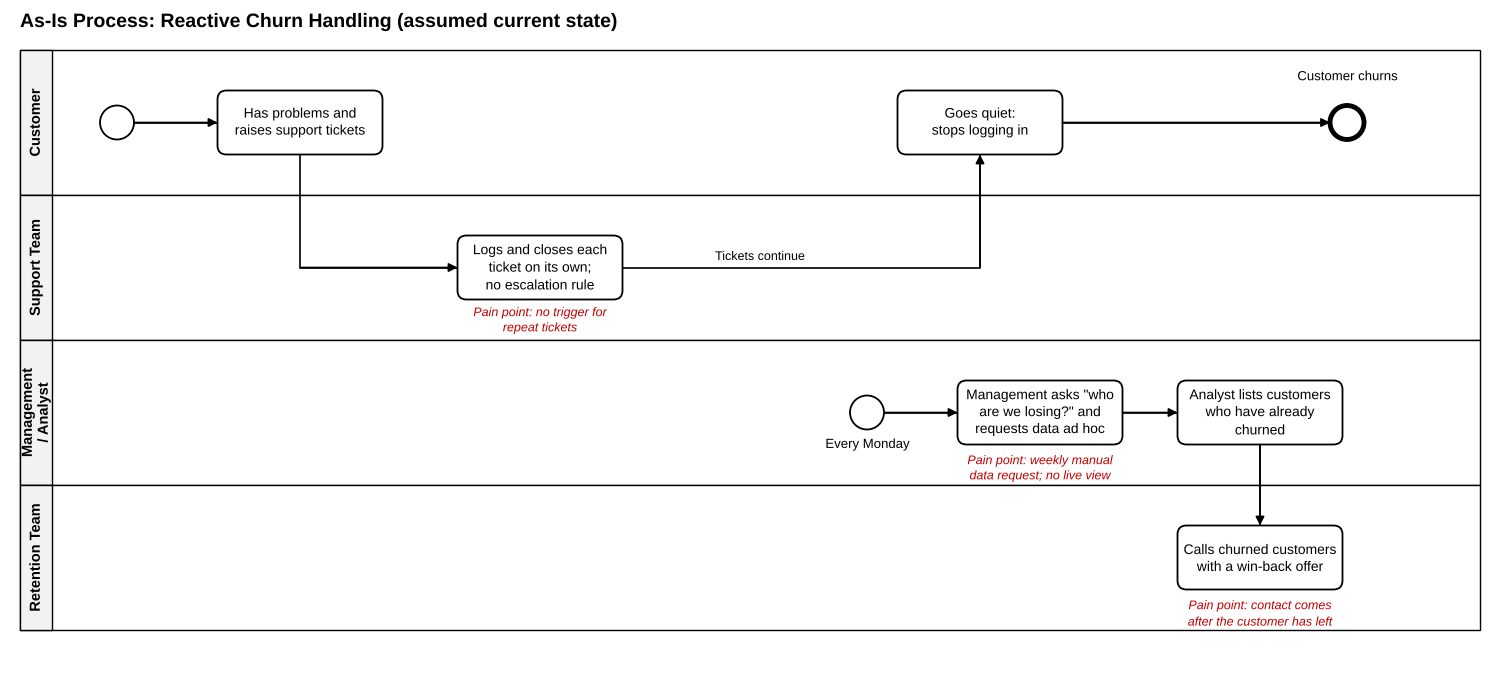 As-Is Process: Reactive Churn Handling (assumed current state)
Customer
Has problems and
raises support tickets
Goes quiet:
stops logging in
Customer churns
Support Team
Logs and closes each
ticket on its own;
no escalation rule
Pain point: no trigger for
repeat tickets
Tickets continue
Management
/ Analyst
Every Monday
Management asks "who
are we losing?" and
requests data ad hoc
Pain point: weekly manual
data request; no live view
Analyst lists customers
who have already
churned
Retention Team
Calls churned customers
with a win-back offer
Pain point: contact comes
after the customer has left